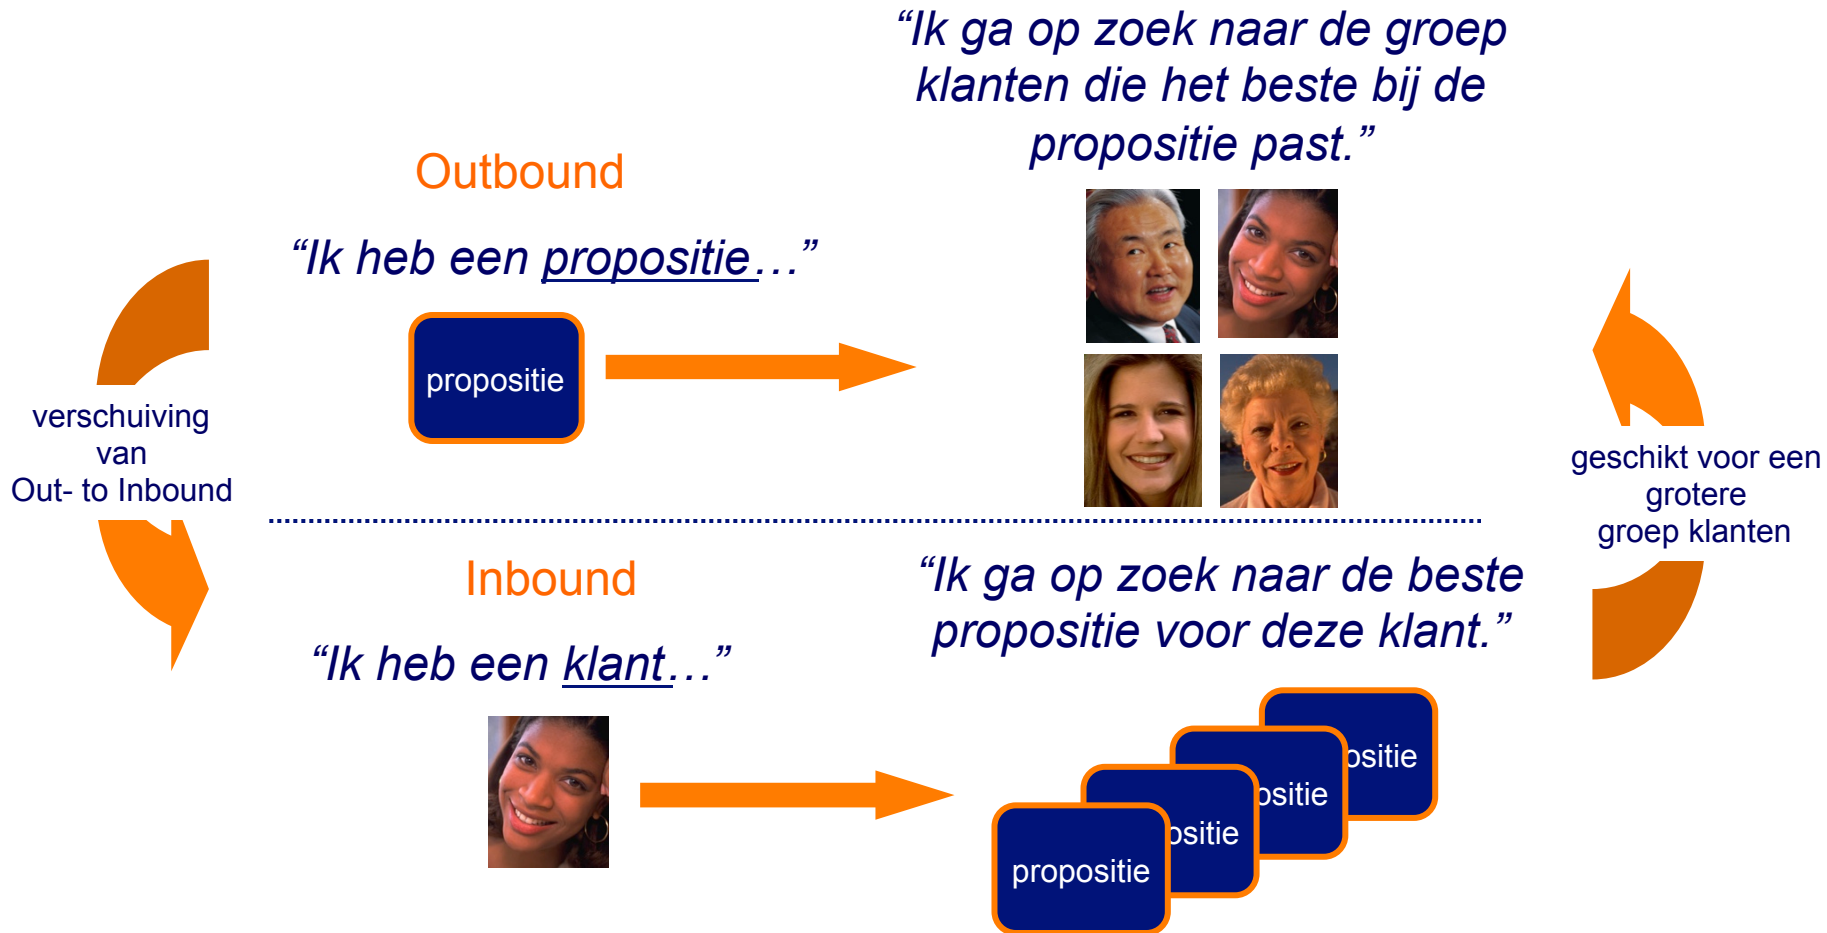 “Ik ga op zoek naar de groep
klanten die het beste bij de
propositie past.”
Outbound
“Ik heb een propositie…”
propositie
verschuiving
van
Out- to Inbound
geschikt voor een
grotere
groep klanten
Inbound
“Ik heb een klant…”
“Ik ga op zoek naar de beste
propositie voor deze klant.”
ositie
ositie
ositie
propositie